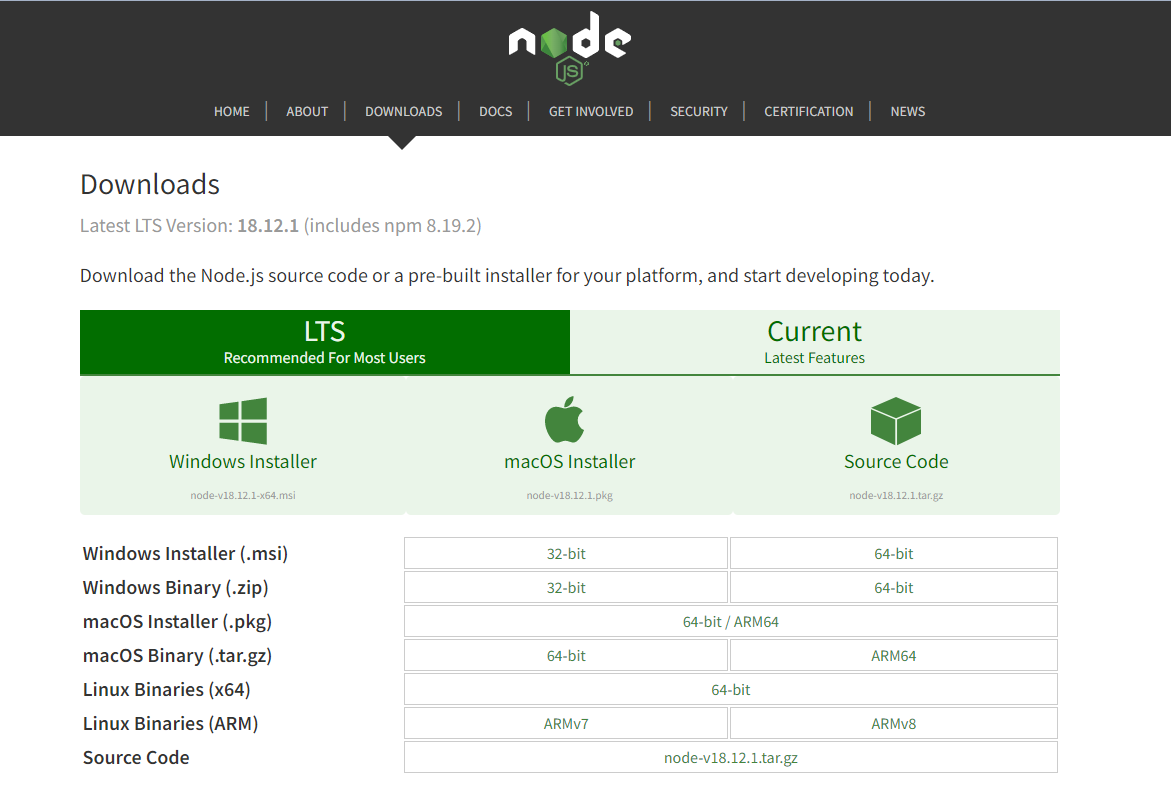 node
JS
HOME ABOUT DOWNLOADS DOCS GET INVOLVED SECURITY CERTIFICATION NEWS
Downloads
Latest LTS Version: 18.12.1 (includes npm 8.19.2)
Download the Node.js source code or a pre-built installer for your platform, and start developing today.
LTS
Recommended For Most Users
Current
Latest Features
Windows Installer
node-v18.12.1-x64.msi
macOS Installer
node-v18.12.1.pkg
Source Code
node-v18.12.1.tar.gz
Windows Installer (.msi) 32-bit 64-bit
Windows Binary (.zip) 32-bit 64-bit
macOS Installer (.pkg) 64-bit / ARM64
macOS Binary (.tar.gz) 64-bit ARM64
Linux Binaries (x64) 64-bit
Linux Binaries (ARM) ARMv7 ARMv8
Source Code node-v18.12.1.tar.gz